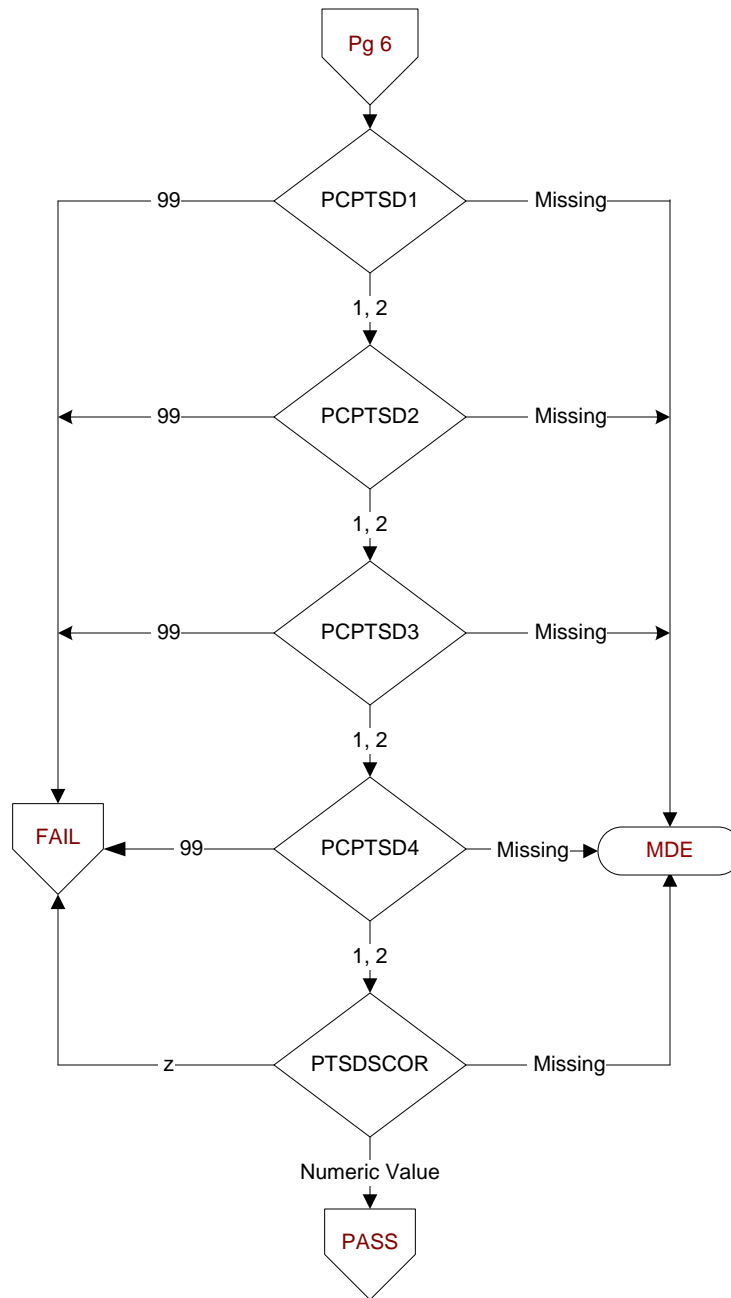 Pg 6
99 PCPTSD1 Missing
1, 2
99 PCPTSD2 Missing
1, 2
99 PCPTSD3 Missing
1, 2
FAIL 99 PCPTSD4 Missing MDE
1, 2
z PTSDSCOR Missing
Numeric Value
PASS